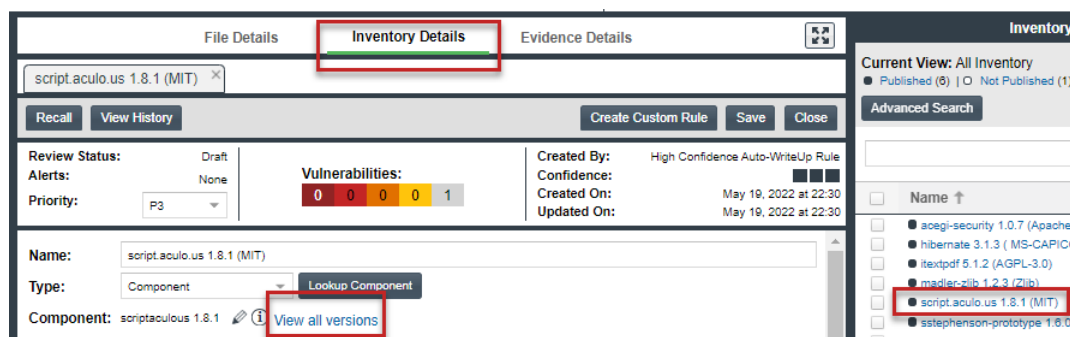 File Details
Inventory Details
Evidence Details
script.aculo.us 1.8.1 (MIT) ×
Recall
View History
Create Custom Rule
Save
Close
Review Status: Draft
Alerts: None
Priority: P3
Vulnerabilities:
0 0 0 0 1
Created By: High Confidence Auto-WriteUp Rule
Confidence:
Created On: May 19, 2022 at 22:30
Updated On: May 19, 2022 at 22:30
Name: script.aculo.us 1.8.1 (MIT)
Type: Component
Lookup Component
Component: scriptaculous 1.8.1
View all versions
Inventory
Current View: All Inventory
Published (6) | Not Published (1)
Advanced Search
Name
acegi-security 1.0.7 (Apache
hibernate 3.1.3 ( MS-CAPICO
itextpdf 5.1.2 (AGPL-3.0)
madler-zlib 1.2.3 (Zlib)
script.aculo.us 1.8.1 (MIT)
sstephenson-prototype 1.6.0